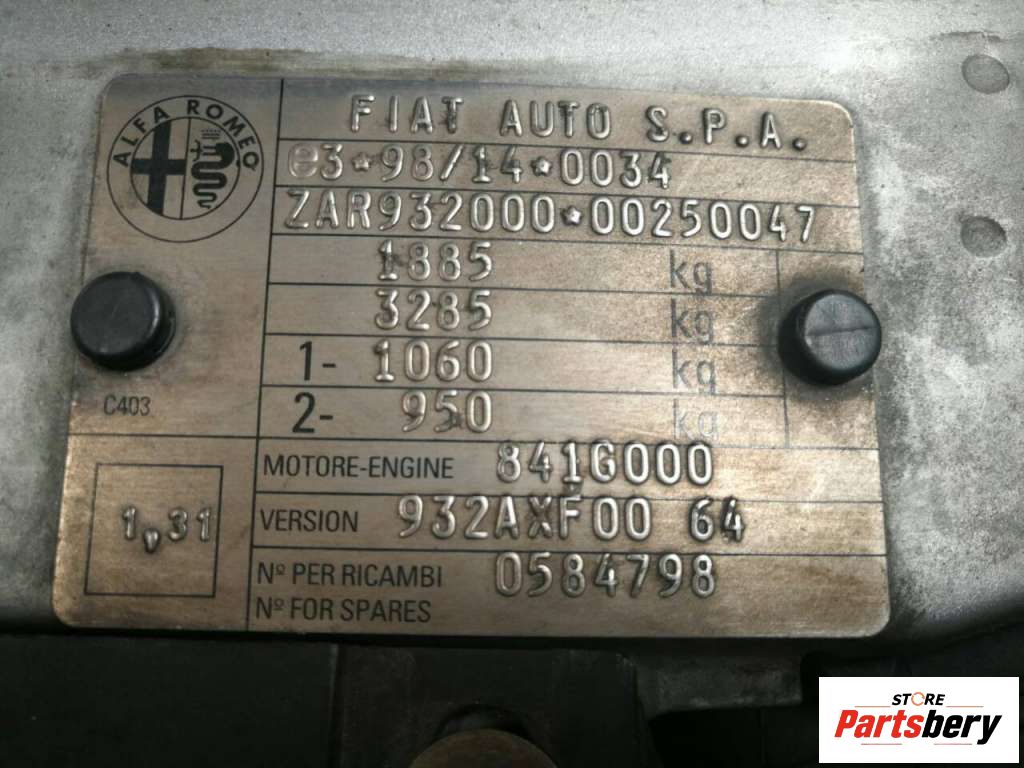 ALFA ROMEO
FIAT AUTO S.P.A.
e3*98/14*0034
ZAR932000*00250047
1885 kg
3285 kg
1- 1060 kg
2- 950 kg
C403
MOTORE-ENGINE 841G000
1,31
VERSION 932AXF00 64
Nº PER RICAMBI 0584798
Nº FOR SPARES
STORE
Partsbery